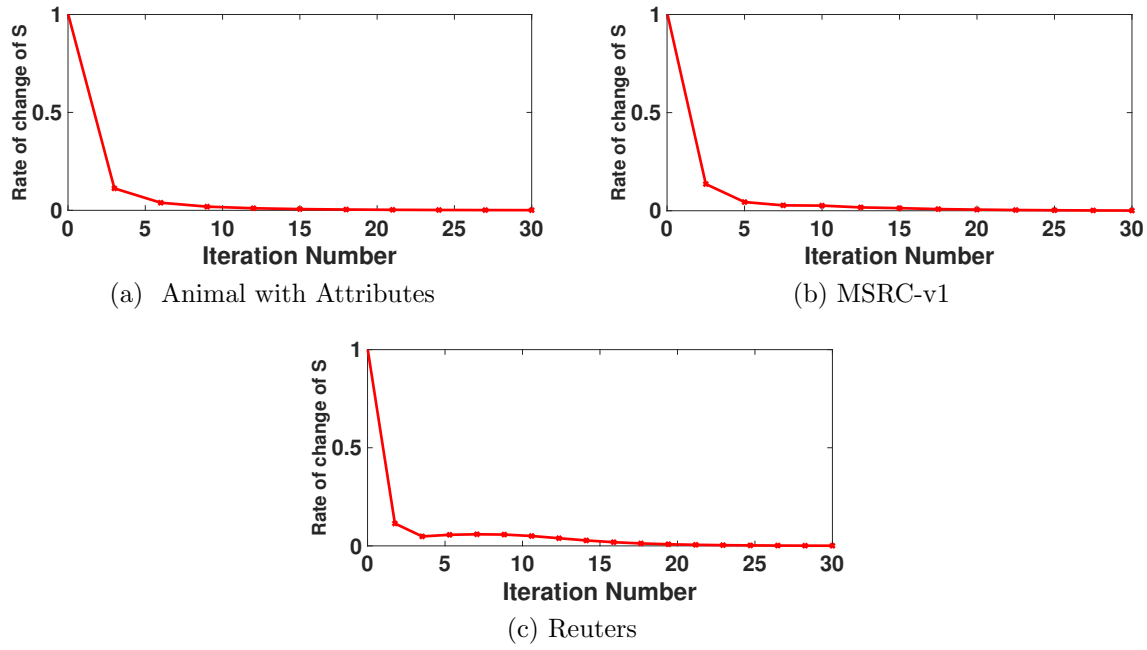 Rate of change of S
1
0.5
0
0 5 10 15 20 25 30
Iteration Number
(a) Animal with Attributes
Rate of change of S
1
0.5
0
0 5 10 15 20 25 30
Iteration Number
(b) MSRC-v1
Rate of change of S
1
0.5
0
0 5 10 15 20 25 30
Iteration Number
(c) Reuters